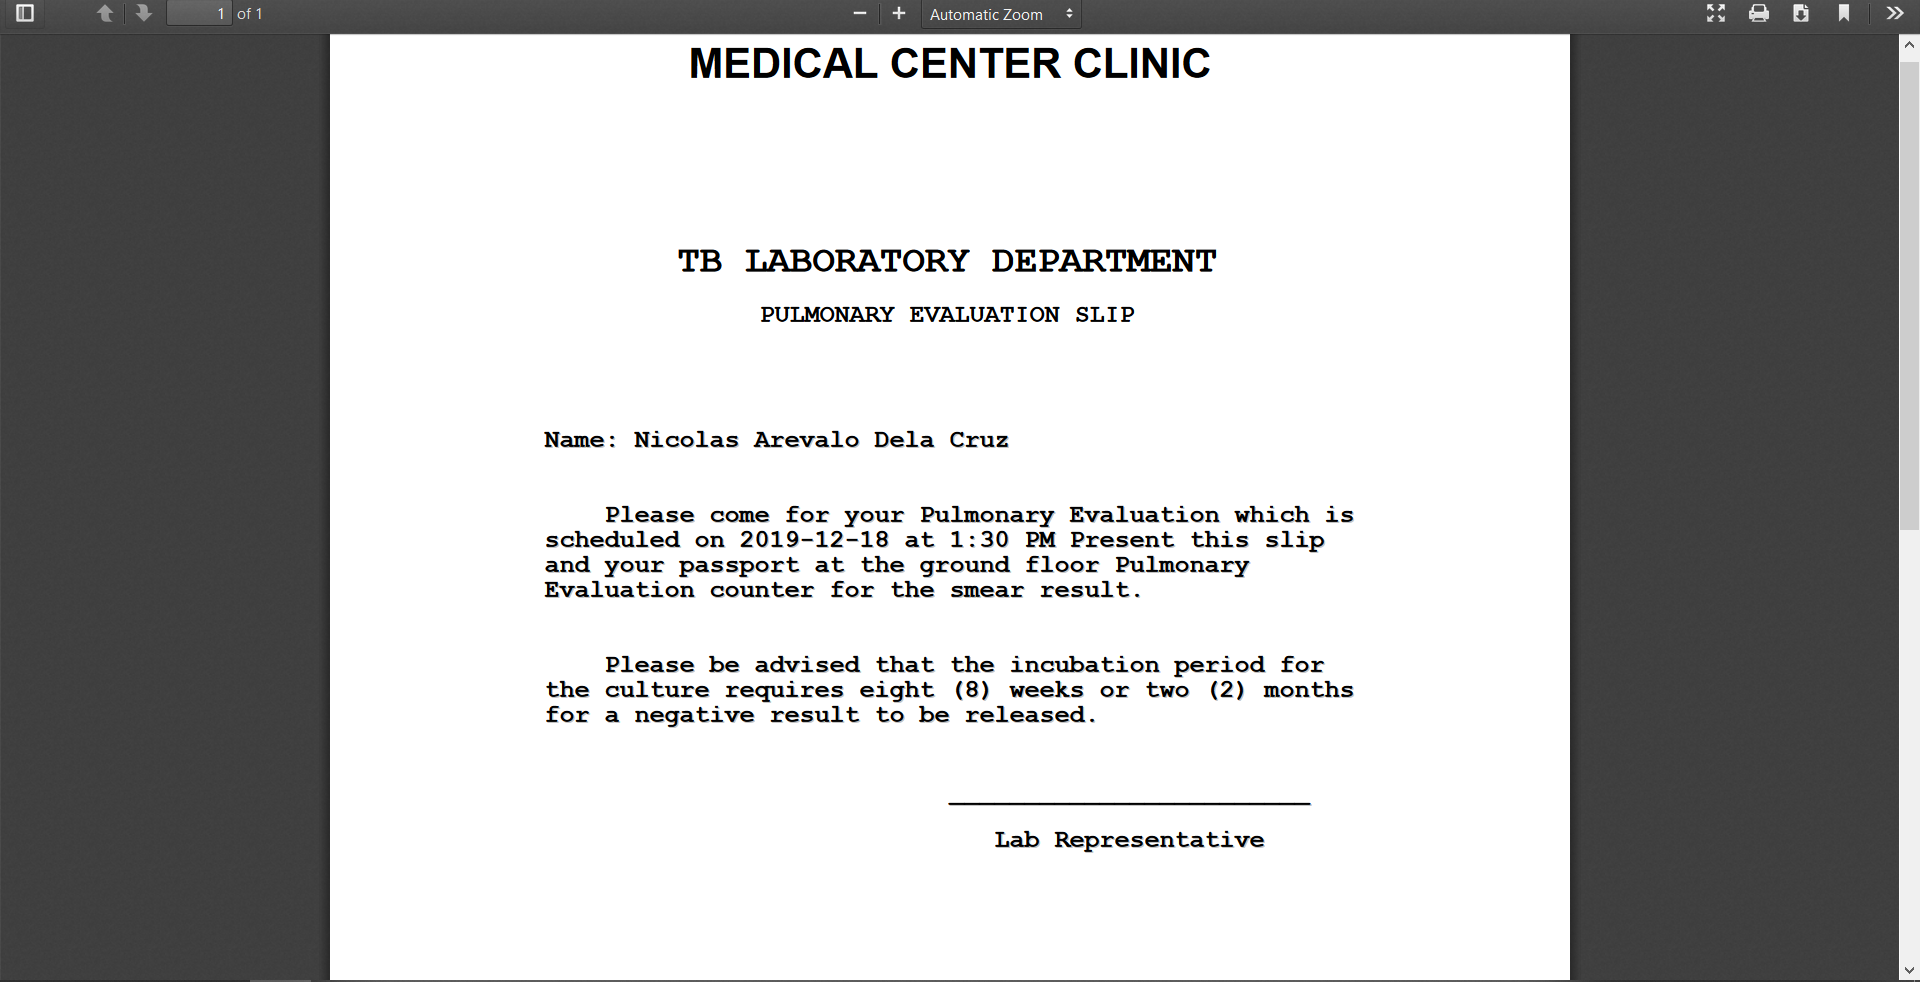 1 of 1
Automatic Zoom
MEDICAL CENTER CLINIC
TB LABORATORY DEPARTMENT
PULMONARY EVALUATION SLIP
Name: Nicolas Arevalo Dela Cruz
Please come for your Pulmonary Evaluation which is
scheduled on 2019-12-18 at 1:30 PM Present this slip
and your passport at the ground floor Pulmonary
Evaluation counter for the smear result.
Please be advised that the incubation period for
the culture requires eight (8) weeks or two (2) months
for a negative result to be released.
Lab Representative